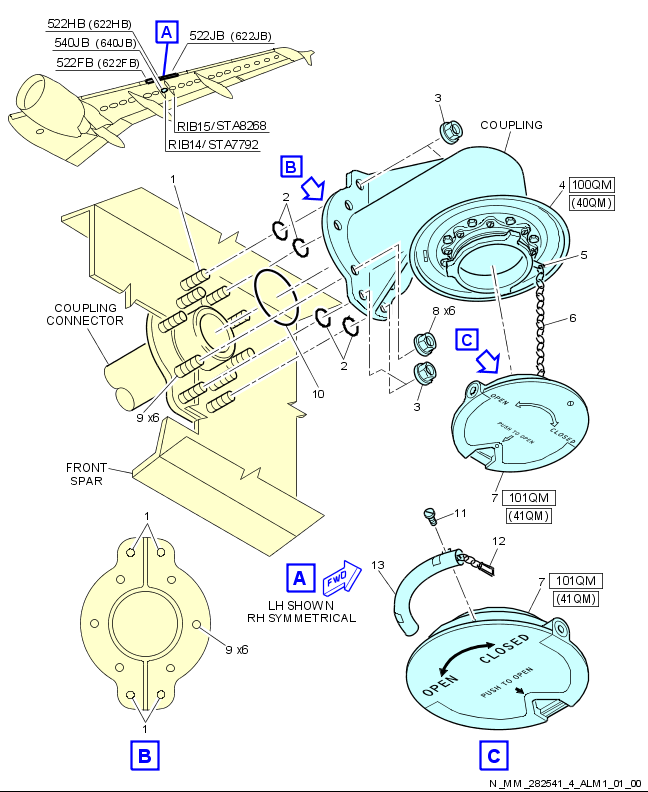 522HB (622HB)
A
522JB (622JB)
540JB (640JB)
522FB (622FB)
RIB15/STA8268
RIB14/STA7792
3
COUPLING
B
1
2
4 100QM
(40QM)
5
COUPLING
CONNECTOR
6
8 x6
C
2
10
3
9 x6
OPEN
PUSH TO OPEN
CLOSED
FRONT
SPAR
7 101QM
(41QM)
1
11
12
A
FWD
13
LH SHOWN
RH SYMMETRICAL
7 101QM
(41QM)
9 x6
OPEN
CLOSED
PUSH TO OPEN
1
B
C
N_MM_282541_4_ALM1_01_00